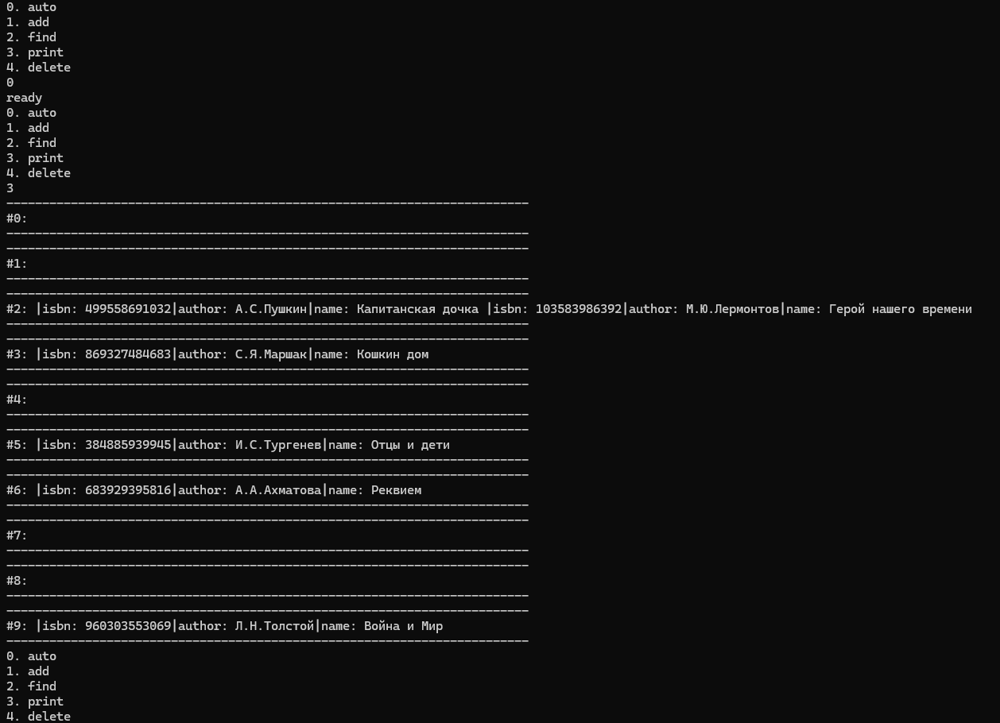 0. auto
1. add
2. find
3. print
4. delete
0
ready
0. auto
1. add
2. find
3. print
4. delete
3
-------------------------------------------------------------------------
#0:
-------------------------------------------------------------------------
-------------------------------------------------------------------------
#1:
-------------------------------------------------------------------------
-------------------------------------------------------------------------
#2: |isbn: 499558691032|author: А.С.Пушкин|name: Капитанская дочка |isbn: 103583986392|author: М.Ю.Лермонтов|name: Герой нашего времени
-------------------------------------------------------------------------
-------------------------------------------------------------------------
#3: |isbn: 869327484683|author: С.Я.Маршак|name: Кошкин дом
-------------------------------------------------------------------------
-------------------------------------------------------------------------
#4:
-------------------------------------------------------------------------
-------------------------------------------------------------------------
#5: |isbn: 384885939945|author: И.С.Тургенев|name: Отцы и дети
-------------------------------------------------------------------------
-------------------------------------------------------------------------
#6: |isbn: 683929395816|author: А.А.Ахматова|name: Реквием
-------------------------------------------------------------------------
-------------------------------------------------------------------------
#7:
-------------------------------------------------------------------------
-------------------------------------------------------------------------
#8:
-------------------------------------------------------------------------
-------------------------------------------------------------------------
#9: |isbn: 960303553069|author: Л.Н.Толстой|name: Война и Мир
-------------------------------------------------------------------------
0. auto
1. add
2. find
3. print
4. delete